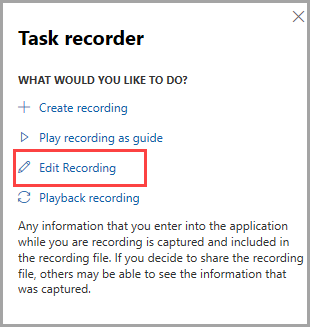 Task recorder
WHAT WOULD YOU LIKE TO DO?
Create recording
Play recording as guide
Edit Recording
Playback recording
Any information that you enter into the application
while you are recording is captured and included in
the recording file. If you decide to share the recording
file, others may be able to see the information that
was captured.